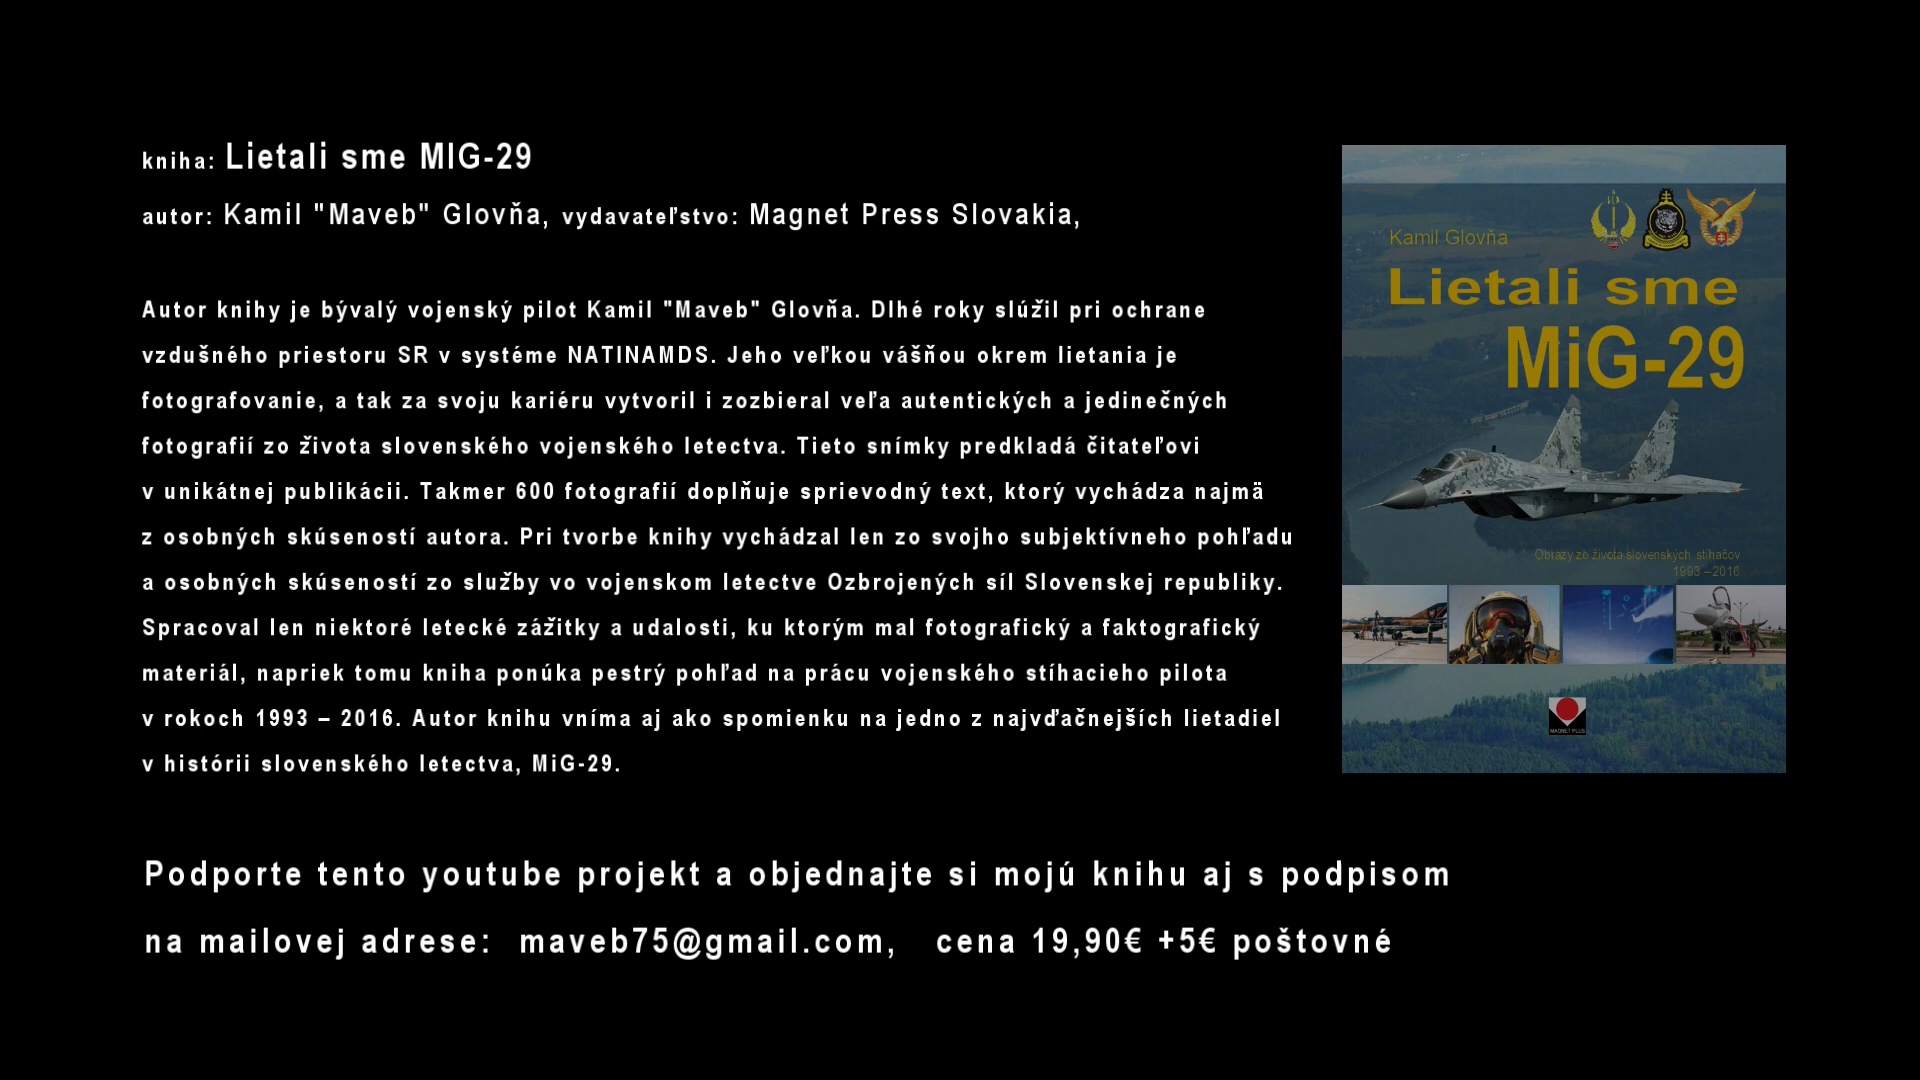 kniha: Lietali sme MIG-29
autor: Kamil "Maveb" Glovňa, vydavateľstvo: Magnet Press Slovakia,
Autor knihy je bývalý vojenský pilot Kamil "Maveb" Glovňa. Dlhé roky slúžil pri ochrane
vzdušného priestoru SR v systéme NATINAMDS. Jeho veľkou vášňou okrem lietania je
fotografovanie, a tak za svoju kariéru vytvoril i zozbieral veľa autentických a jedinečných
fotografií zo života slovenského vojenského letectva. Tieto snímky predkladá čitateľovi
v unikátnej publikácii. Takmer 600 fotografií doplňuje sprievodný text, ktorý vychádza najmä
z osobných skúseností autora. Pri tvorbe knihy vychádzal len zo svojho subjektívneho pohľadu
a osobných skúseností zo služby vo vojenskom letectve Ozbrojených síl Slovenskej republiky.
Spracoval len niektoré letecké zážitky a udalosti, ku ktorým mal fotografický a faktografický
materiál, napriek tomu kniha ponúka pestrý pohľad na prácu vojenského stíhacieho pilota
v rokoch 1993 – 2016. Autor knihu vníma aj ako spomienku na jedno z najvďačnejších lietadiel
v histórii slovenského letectva, MiG-29.
Kamil Glovňa
Lietali sme
MiG-29
Obrazy zo života slovenských stíhačov
1993 – 2016
MAGNET PLUS
Podporte tento youtube projekt a objednajte si mojú knihu aj s podpisom
na mailovej adrese: maveb75@gmail.com, cena 19,90€ +5€ poštovné